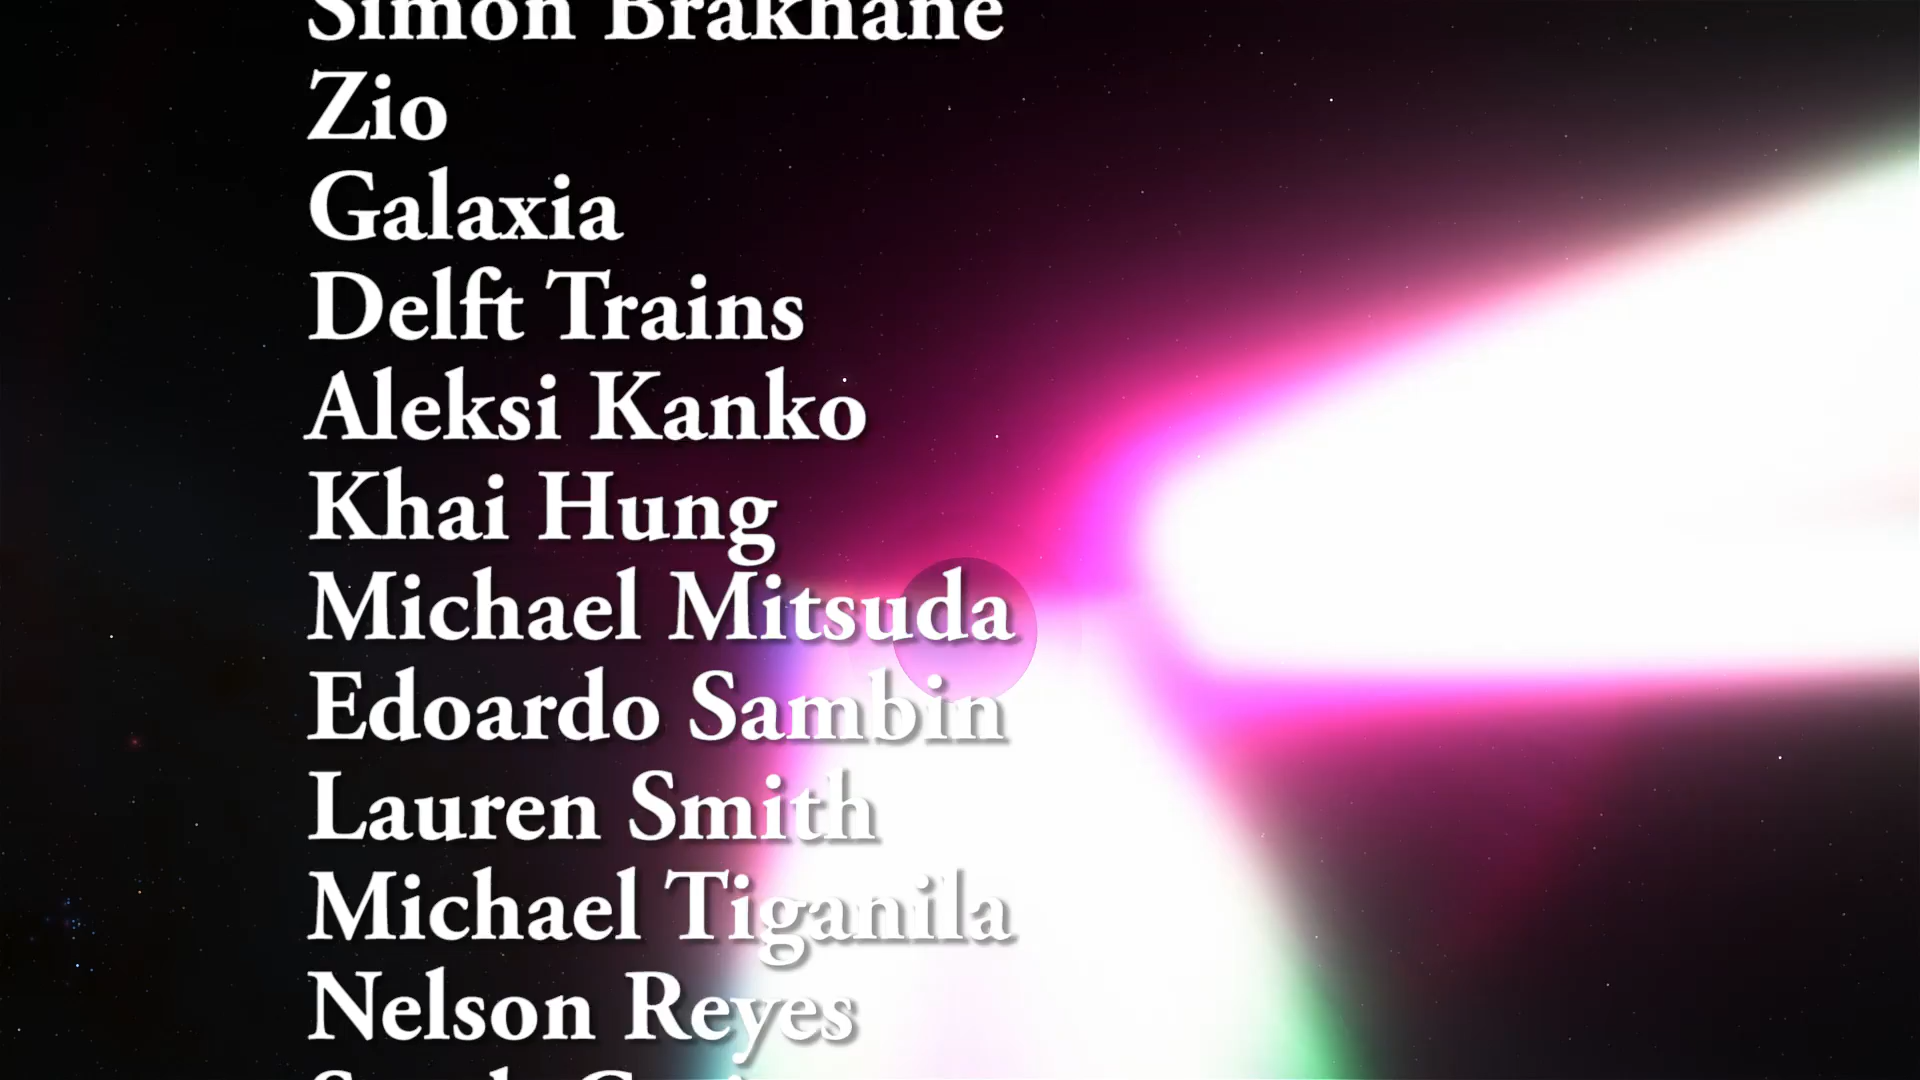 Simon Brakhane
Zio
Galaxia
Delft Trains
Aleksi Kanko
Khai Hung
Michael Mitsuda
Edoardo Sambin
Lauren Smith
Michael Tiganila
Nelson Reyes